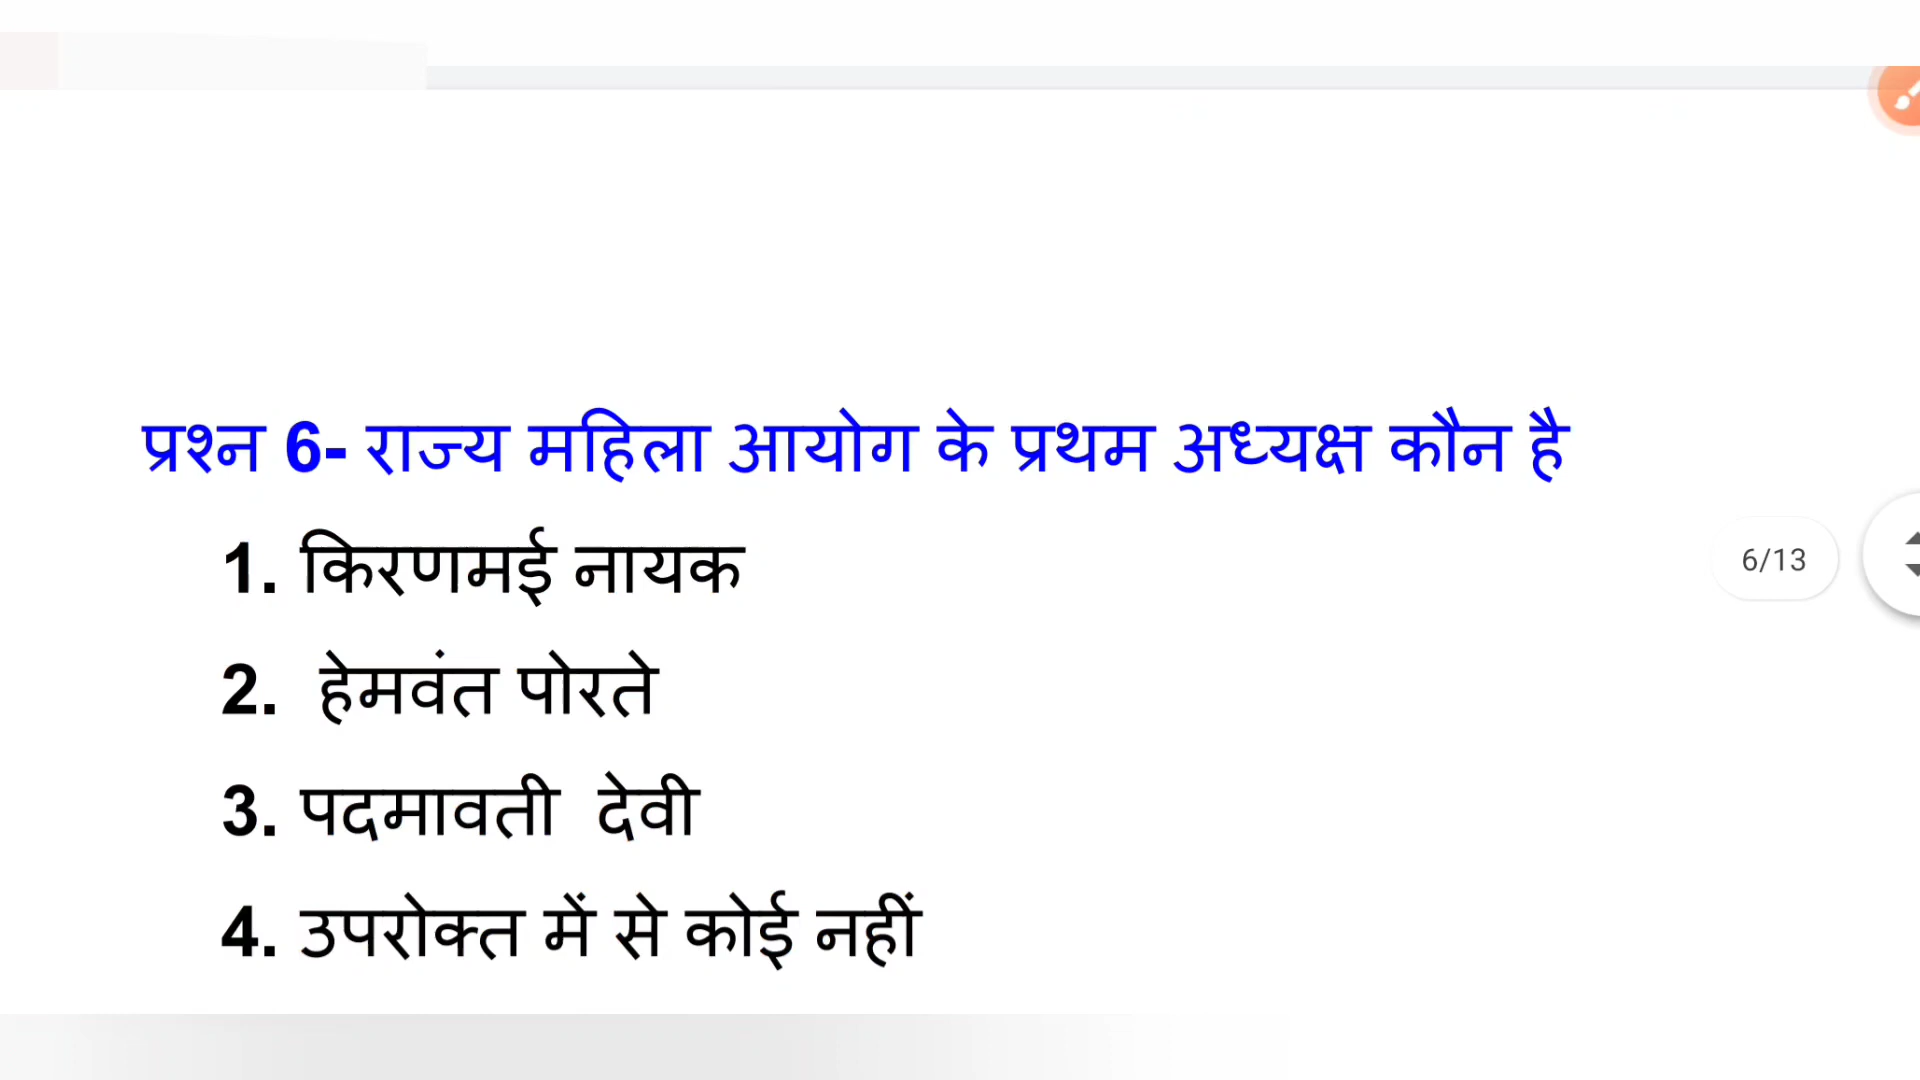 प्रश्न 6- राज्य महिला आयोग के प्रथम अध्यक्ष कौन है
1. किरणमई नायक
6/13
2. हेमवंत पोरते
3. पदमावती देवी
4. उपरोक्त में से कोई नहीं